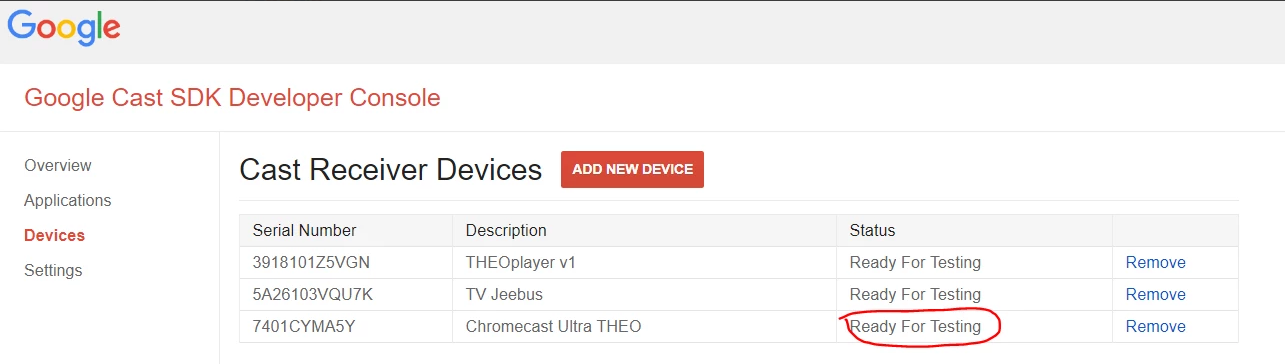 Google
Google Cast SDK Developer Console
Overview
Applications
Devices
Settings
Cast Receiver Devices ADD NEW DEVICE
Serial Number Description Status
3918101Z5VGN THEOplayer v1 Ready For Testing Remove
5A26103VQU7K TV Jeebus Ready For Testing Remove
7401CYMA5Y Chromecast Ultra THEO Ready For Testing Remove